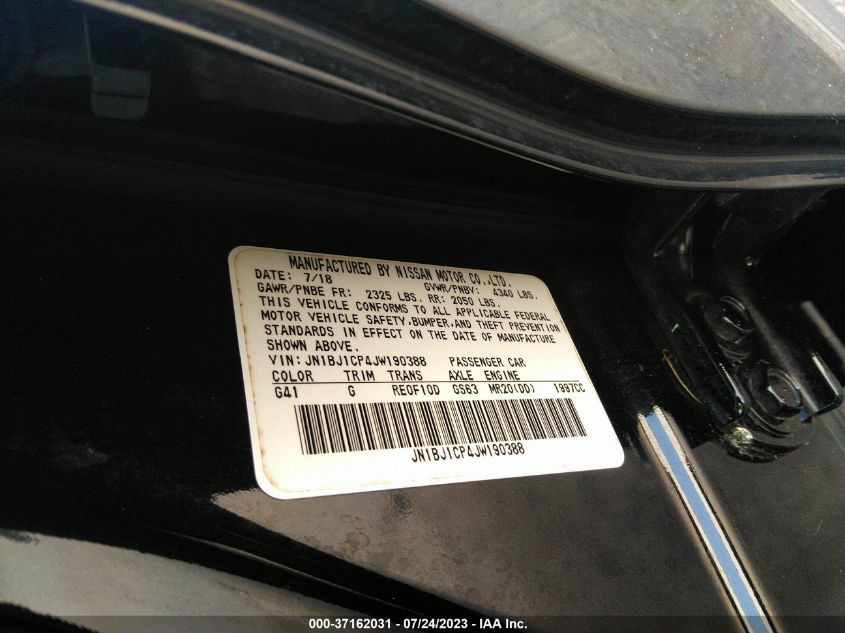 MANUFACTURED BY NISSAN MOTOR CO.,LTD.
DATE: 7/18 GVWR/PNBV: 4340 LBS.
GAWR/PNBE FR: 2325 LBS. RR: 2050 LBS.
THIS VEHICLE CONFORMS TO ALL APPLICABLE FEDERAL
MOTOR VEHICLE SAFETY,BUMPER,AND THEFT PREVENTION
STANDARDS IN EFFECT ON THE DATE OF MANUFACTURE
SHOWN ABOVE.
VIN: JN1BJ1CP4JW190388 PASSENGER CAR
COLOR TRIM TRANS AXLE ENGINE
G41 G RE0F10D GS63 MR20(DD) 1997CC
JN1BJ1CP4JW190388
000-37162031 - 07/24/2023 - IAA Inc.